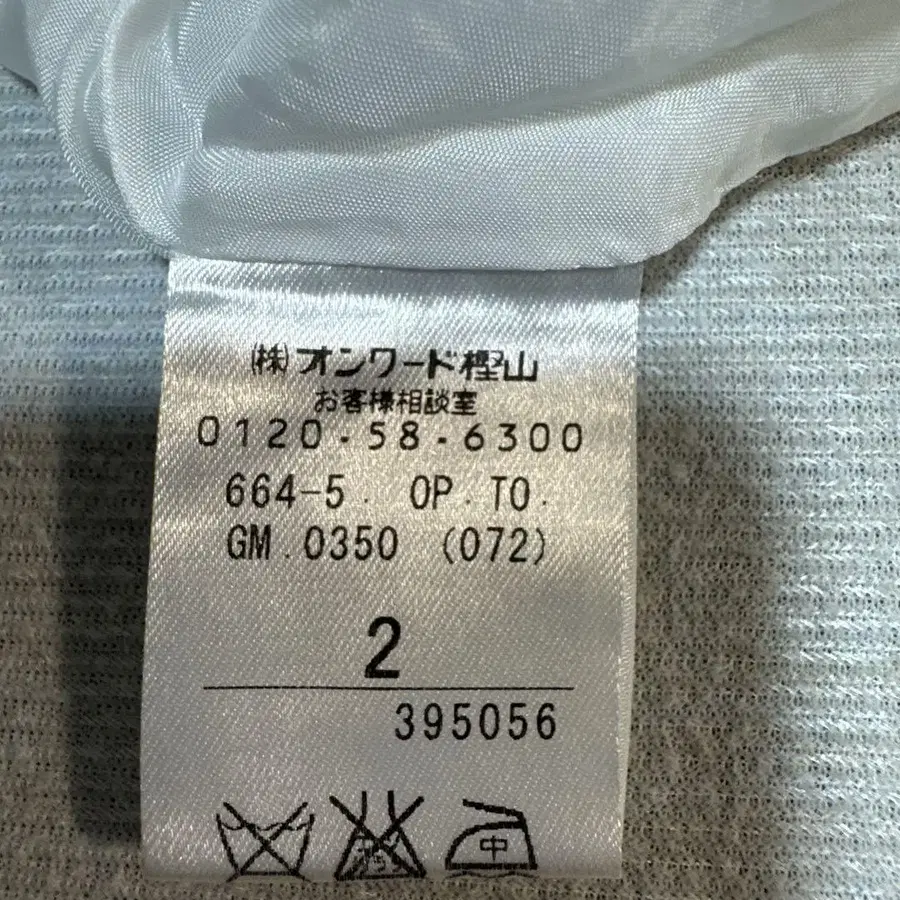 ㈱オンワード樫山
お客様相談室
0120-58-6300
664-5. OP. TO.
GM.0350 (072)
2
395056
中